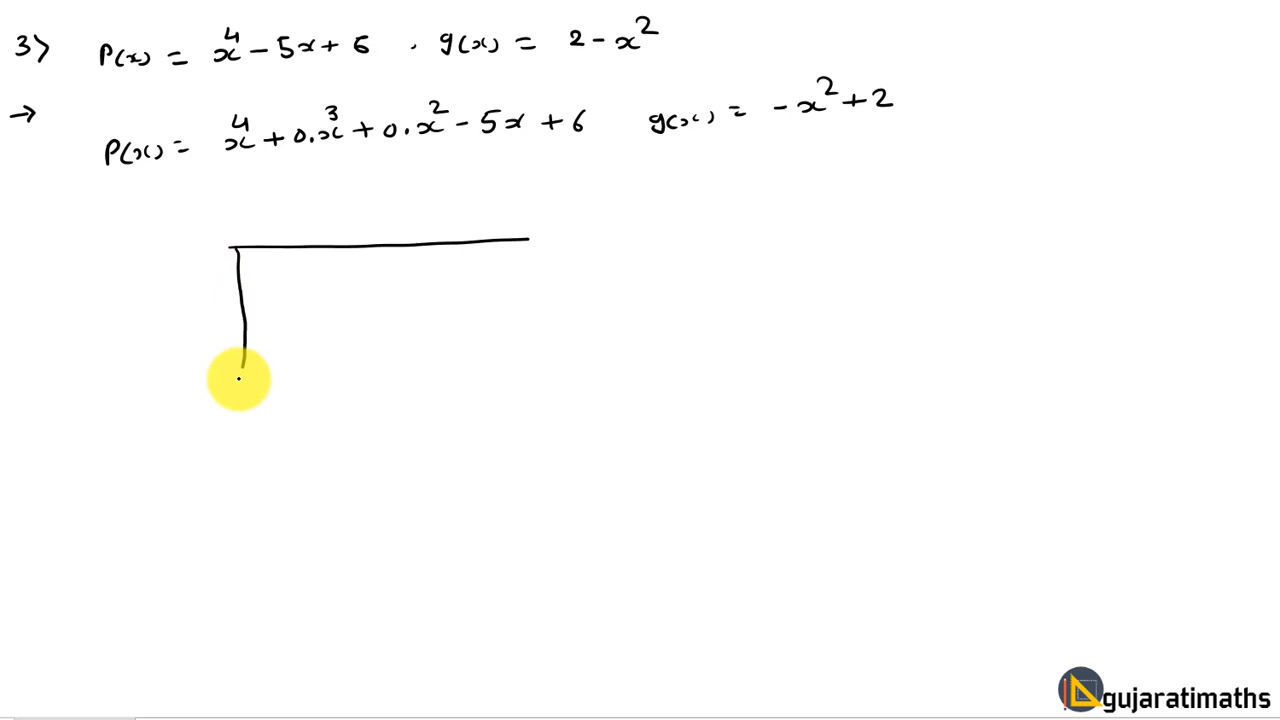 3> P(x) = x⁴ - 5x + 6 . g(x) = 2 - x²
→ P(x) = x⁴ + 0.x³ + 0.x² - 5x + 6 g(x) = -x² + 2
gujaratimaths